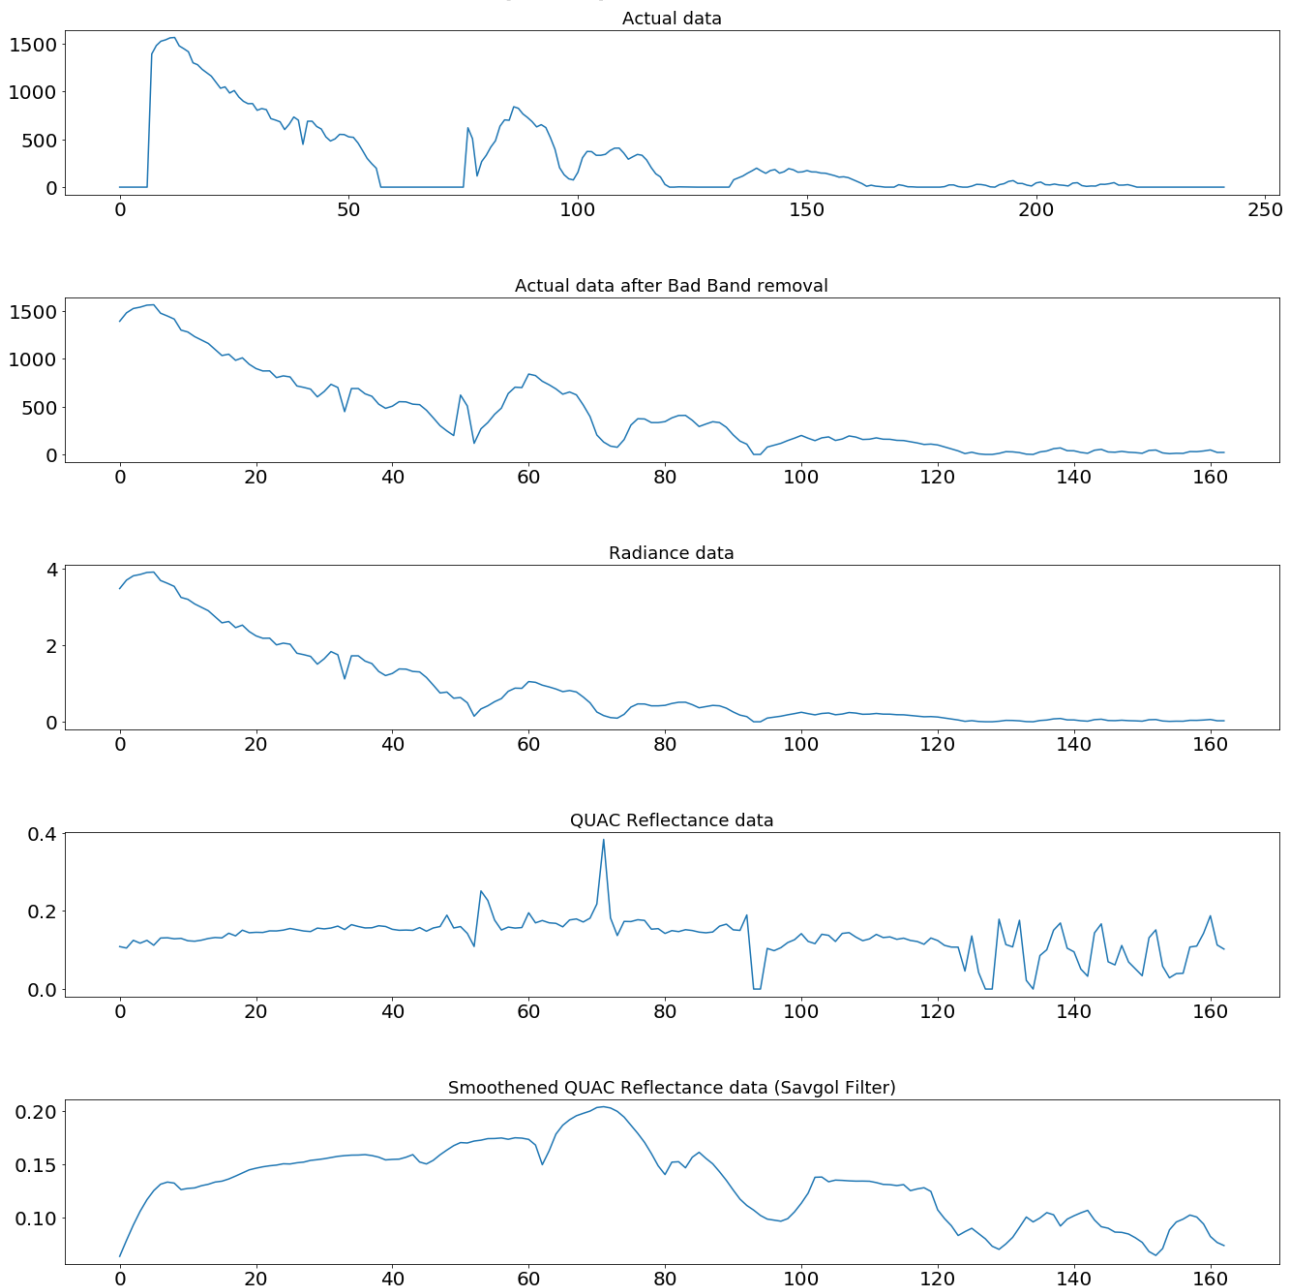 Actual data
1500
1000
500
0
0 50 100 150 200 250
Actual data after Bad Band removal
1500
1000
500
0
0 20 40 60 80 100 120 140 160
Radiance data
4
2
0
0 20 40 60 80 100 120 140 160
QUAC Reflectance data
0.4
0.2
0.0
0 20 40 60 80 100 120 140 160
Smoothened QUAC Reflectance data (Savgol Filter)
0.20
0.15
0.10
0 20 40 60 80 100 120 140 160